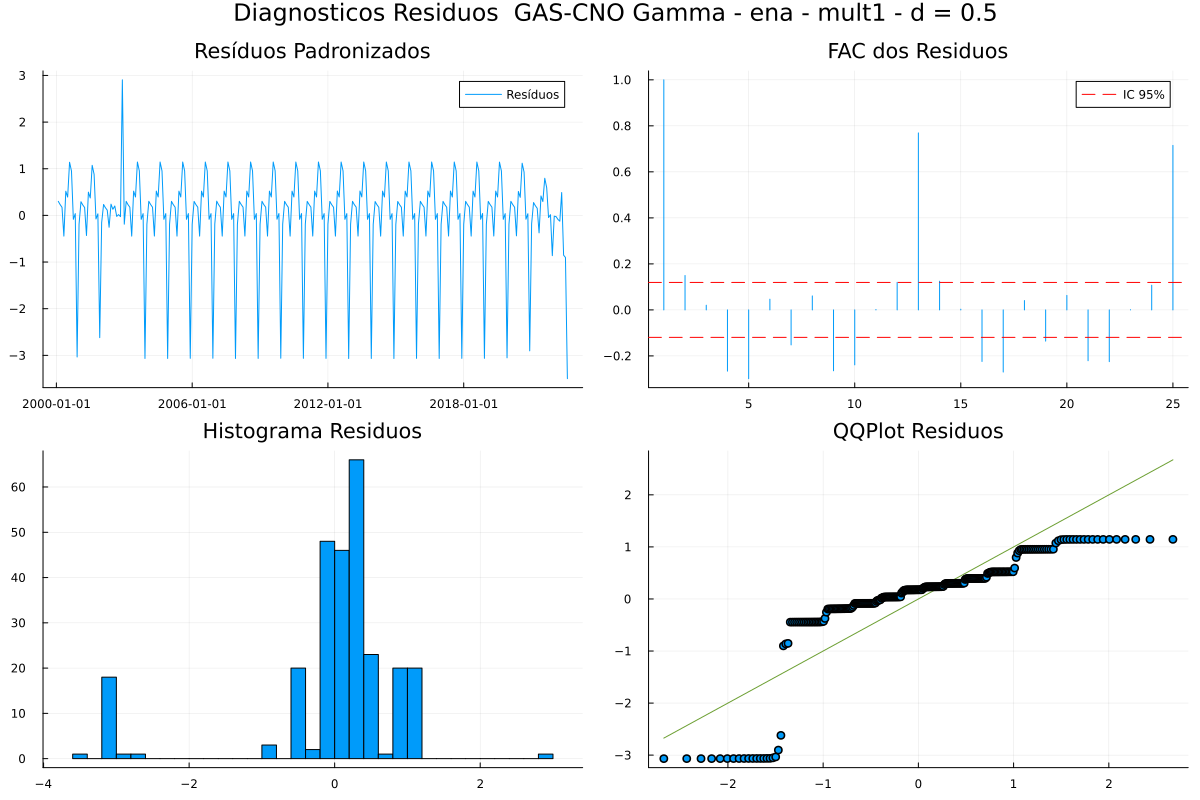 Diagnosticos Residuos  GAS-CNO Gamma - ena - mult1 - d = 0.5
Resíduos Padronizados
3
2
1
0
−1
−2
−3
2000-01-01 2006-01-01 2012-01-01 2018-01-01
Resíduos
FAC dos Residuos
1.0
0.8
0.6
0.4
0.2
0.0
−0.2
5 10 15 20 25
IC 95%
Histograma Residuos
60
50
40
30
20
10
0
−4 −2 0 2
QQPlot Residuos
2
1
0
−1
−2
−3
−2 −1 0 1 2